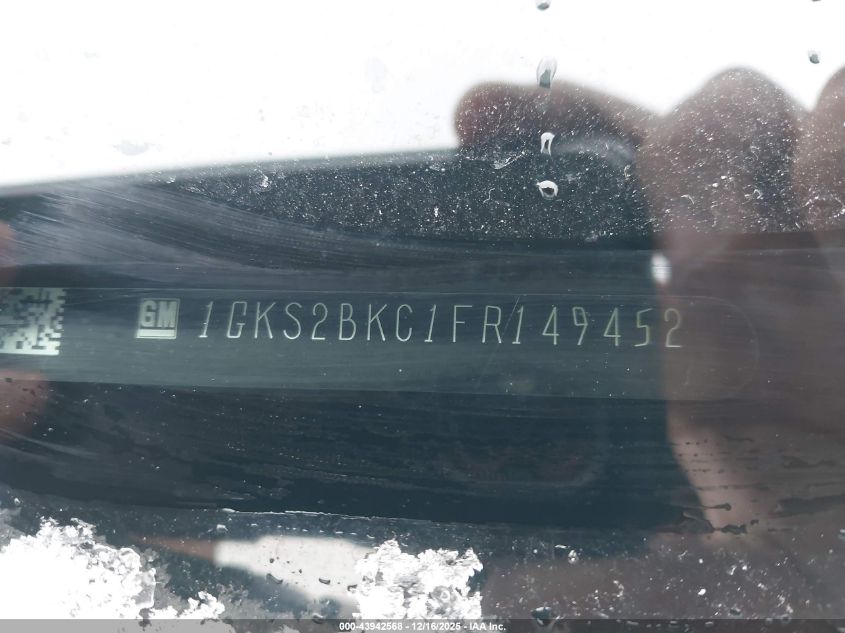 GM 1GKS2BKC1FR149452
000-43942568 - 12/16/2025 - IAA Inc.